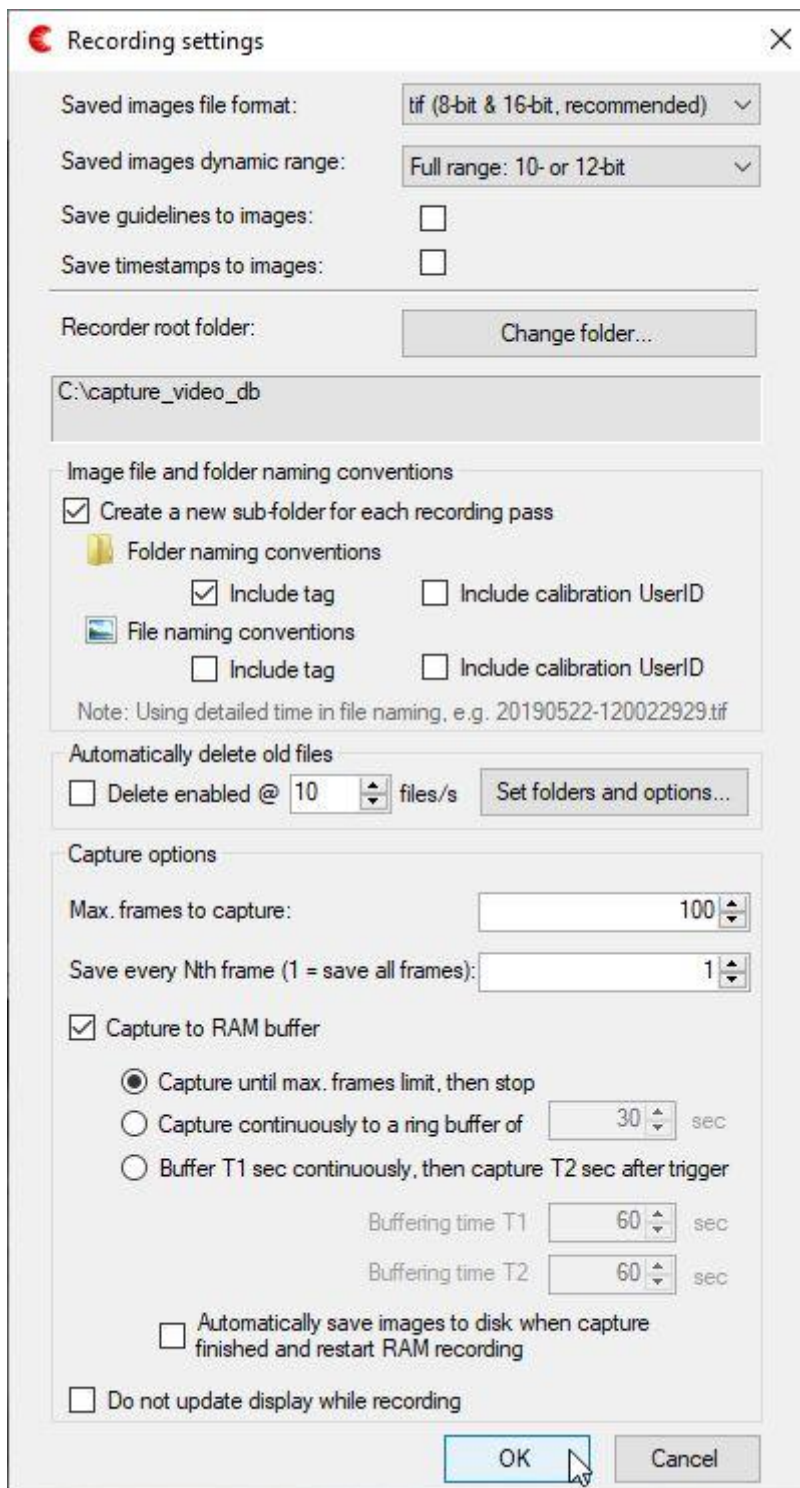 Recording settings
Saved images file format: tif (8-bit & 16-bit, recommended)
Saved images dynamic range: Full range: 10- or 12-bit
Save guidelines to images:
Save timestamps to images:
Recorder root folder: Change folder...
C:\capture_video_db
Image file and folder naming conventions
Create a new sub-folder for each recording pass
Folder naming conventions
Include tag Include calibration UserID
File naming conventions
Include tag Include calibration UserID
Note: Using detailed time in file naming, e.g. 20190522-120022929.tif
Automatically delete old files
Delete enabled @ 10 files/s Set folders and options...
Capture options
Max. frames to capture: 100
Save every Nth frame (1 = save all frames): 1
Capture to RAM buffer
Capture until max. frames limit, then stop
Capture continuously to a ring buffer of 30 sec
Buffer T1 sec continuously, then capture T2 sec after trigger
Buffering time T1 60 sec
Buffering time T2 60 sec
Automatically save images to disk when capture
finished and restart RAM recording
Do not update display while recording
OK Cancel